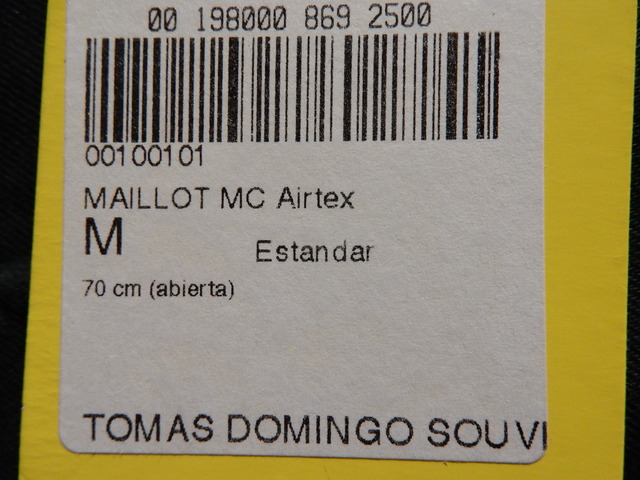 00 198000 869 2500
00100101
MAILLOT MC Airtex
M
Estandar
70 cm (abierta)
TOMAS DOMINGO SOUVI